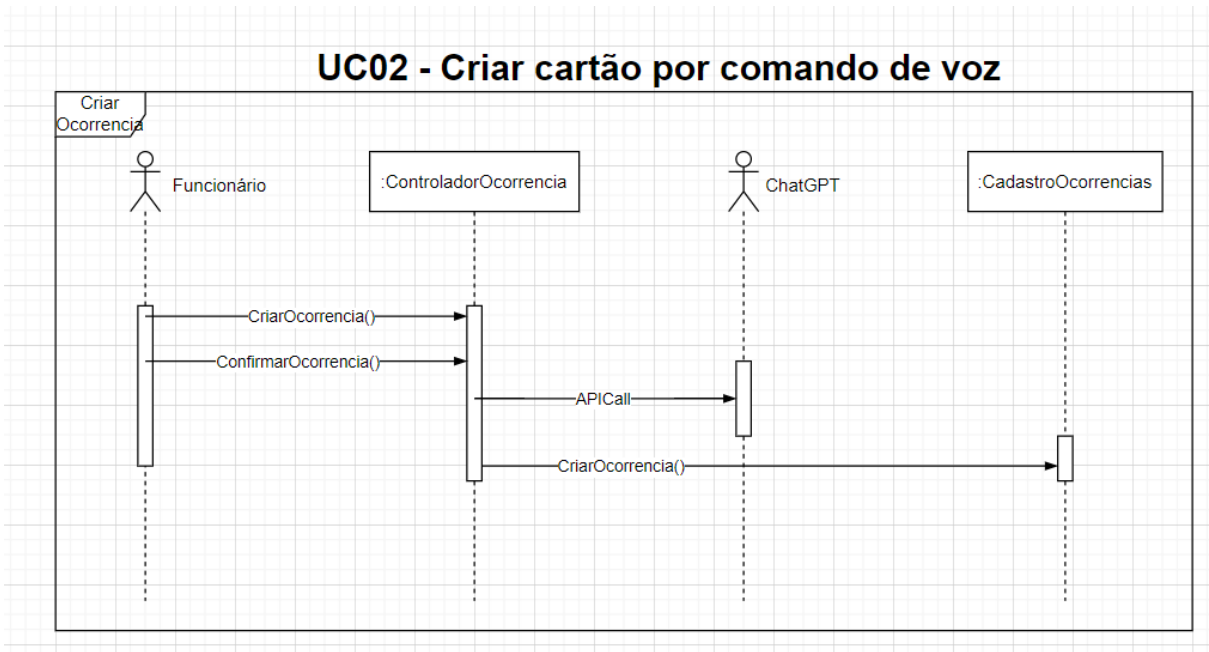 UC02 - Criar cartão por comando de voz
Criar
Ocorrencia
Funcionário
:ControladorOcorrencia
ChatGPT
:CadastroOcorrencias
CriarOcorrencia()
ConfirmarOcorrencia()
APICall
CriarOcorrencia()